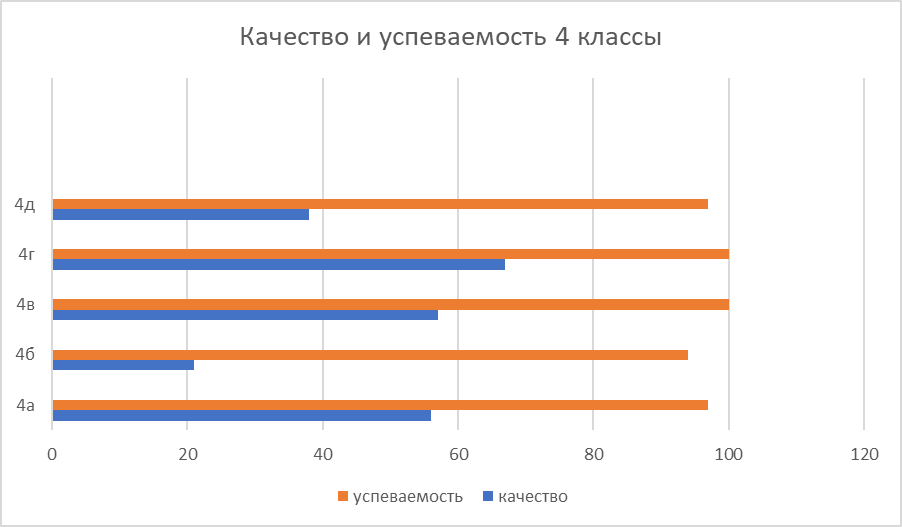 Качество и успеваемость 4 классы
4д
4г
4в
4б
4а
0 20 40 60 80 100 120
успеваемость качество